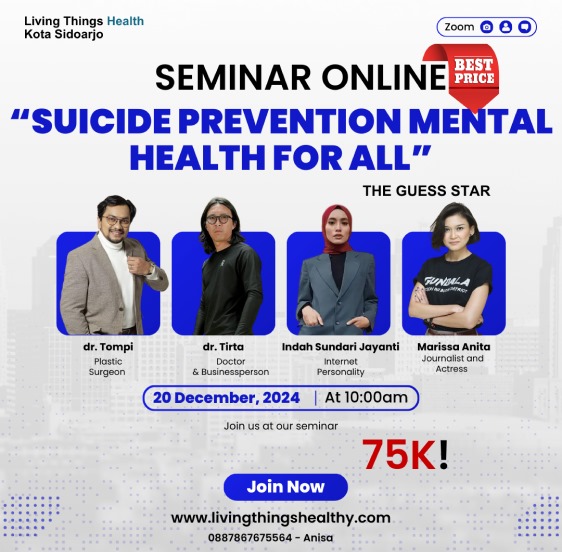 Living Things Health
Kota Sidoarjo
Zoom
SEMINAR ONLINE
BEST
PRICE
“SUICIDE PREVENTION MENTAL
HEALTH FOR ALL”
THE GUESS STAR
GUNDALA
dr. Tompi
Plastic
Surgeon
dr. Tirta
Doctor
& Businessperson
Indah Sundari Jayanti
Internet
Personality
Marissa Anita
Journalist and
Actress
20 December, 2024 | At 10:00am
Join us at our seminar
75K!
Join Now
www.livingthingshealthy.com
0887867675564 - Anisa